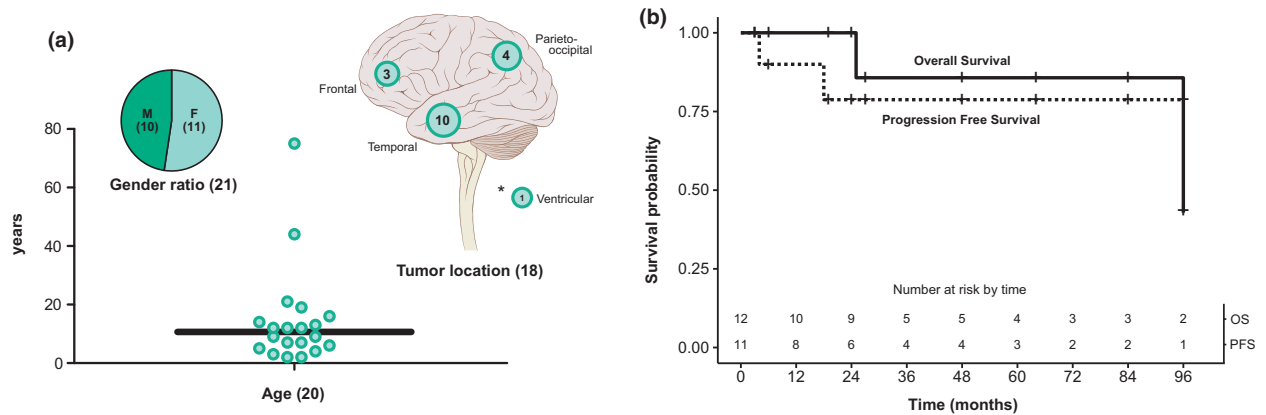 (a)
M
(10)
F
(11)
Gender ratio (21)
Frontal
3
Parieto-
occipital
4
10
Temporal
*
1
Ventricular
Tumor location (18)
years
80
60
40
20
0
Age (20)
(b)
Survival probability
1.00
0.75
0.50
0.25
0.00
Overall Survival
Progression Free Survival
Number at risk by time
12 10 9 5 5 4 3 3 2 OS
11 8 6 4 4 3 2 2 1 PFS
0 12 24 36 48 60 72 84 96
Time (months)